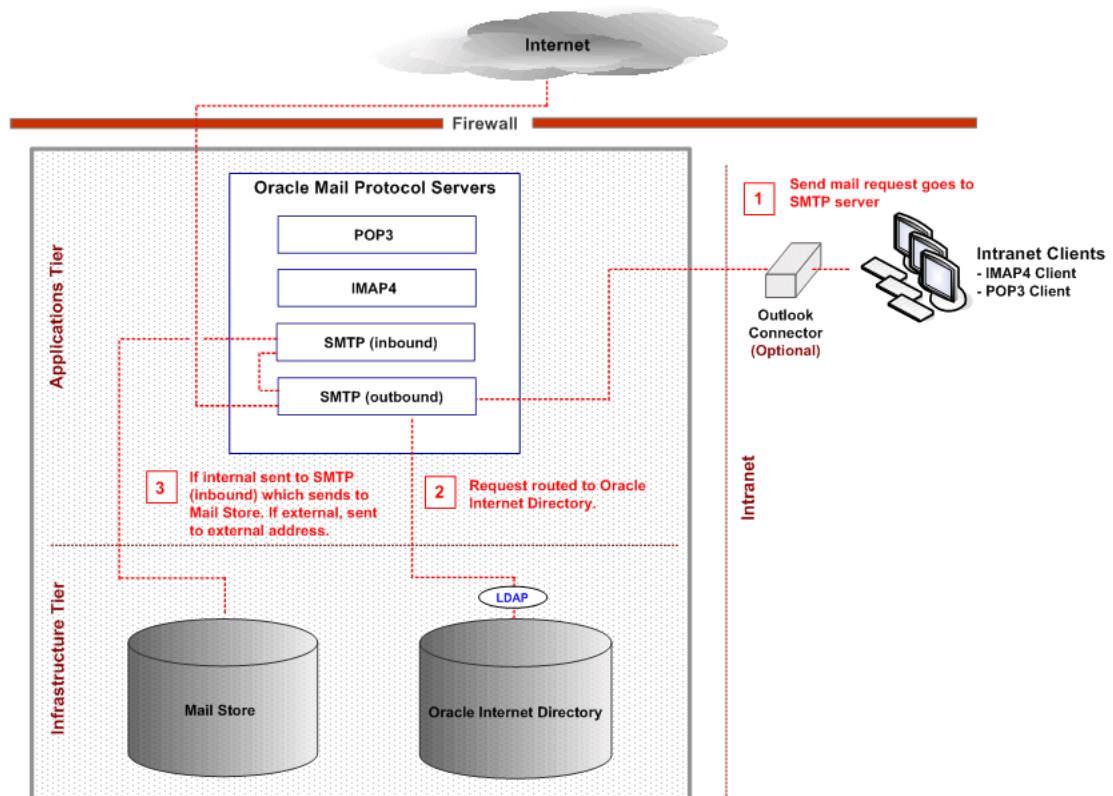 Internet
Firewall
Oracle Mail Protocol Servers
POP3
IMAP4
SMTP (inbound)
SMTP (outbound)
Applications Tier
1
Send mail request goes to
SMTP server
Intranet Clients
- IMAP4 Client
- POP3 Client
Outlook
Connector
(Optional)
Intranet
3
If internal sent to SMTP
(inbound) which sends to
Mail Store. If external, sent
to external address.
2
Request routed to Oracle
Internet Directory.
Infrastructure Tier
LDAP
Mail Store
Oracle Internet Directory